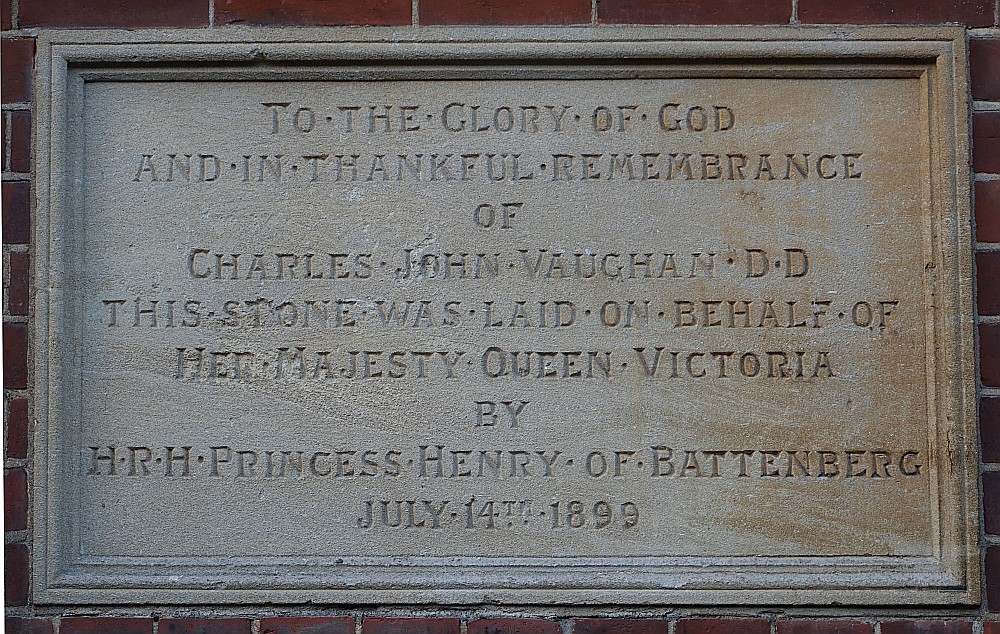 TO·THE·GLORY·OF·GOD
AND·IN·THANKFUL·REMEMBRANCE
OF
CHARLES·JOHN·VAUGHAN·D·D
THIS·STONE·WAS·LAID·ON·BEHALF·OF
HER·MAJESTY·QUEEN·VICTORIA
BY
H·R·H·PRINCESS·HENRY·OF·BATTENBERG
JULY·14TH·1899